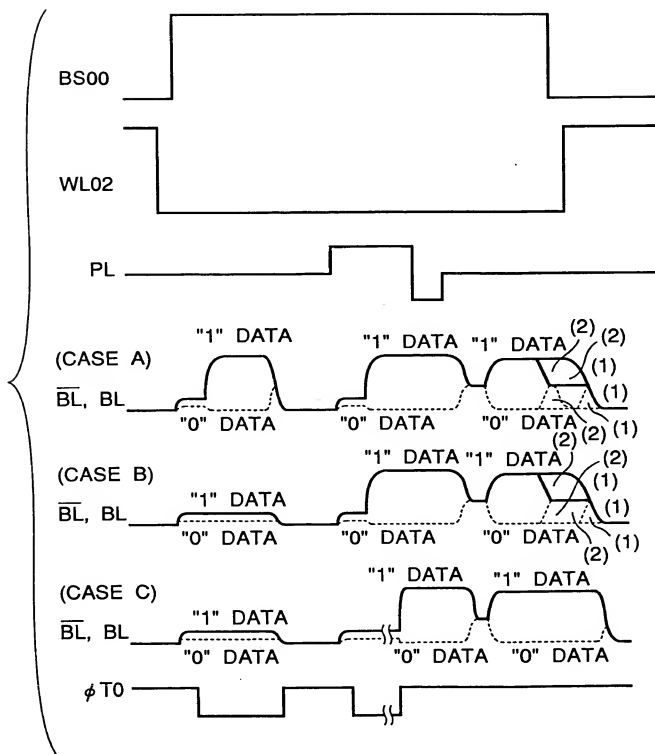 BS00
WL02
PL
(CASE A)
"1" DATA
"1" DATA
"1" DATA
(2)
(2)
(1)
(1)
B̅L̅, BL
"0" DATA
"0" DATA
"0" DATA
(2)
(2)
(1)
(CASE B)
"1" DATA
"1" DATA
"1" DATA
(2)
(2)
(1)
(1)
B̅L̅, BL
"0" DATA
"0" DATA
"0" DATA
(2)
(1)
(CASE C)
"1" DATA
"1" DATA
"1" DATA
B̅L̅, BL
"0" DATA
"0" DATA
"0" DATA
φT0